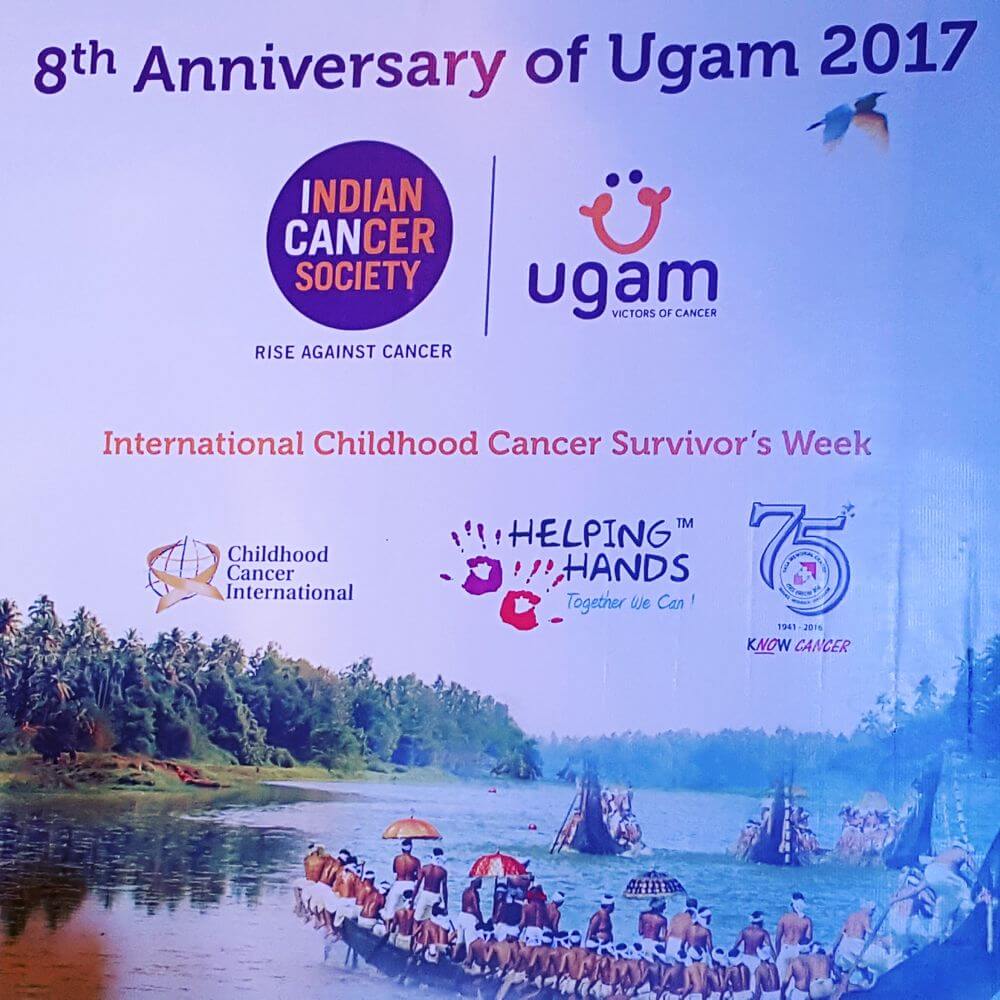 8th Anniversary of Ugam 2017
INDIAN
CANCER
SOCIETY
RISE AGAINST CANCER
ugam
VICTORS OF CANCER
International Childhood Cancer Survivor's Week
Childhood
Cancer
International
HELPING™
HANDS
Together We Can !
75
1941 - 2016
KNOW CANCER